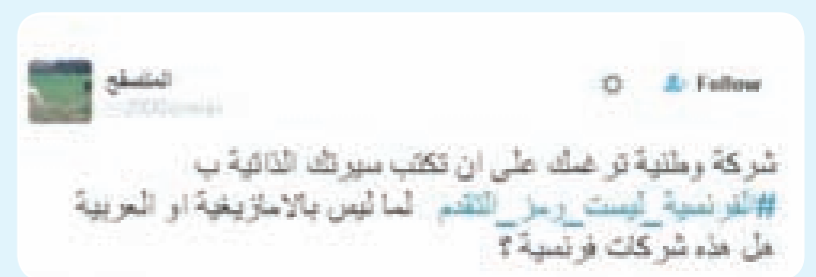 المتسفح
Follow
شركة وطنية ترغمك على ان تكتب سيرتك الذاتية ب
#الفرنسية_ليست_رمز_التقدم لما ليس بالامازيغية او العربية
هل هذه شركات فرنسية ؟